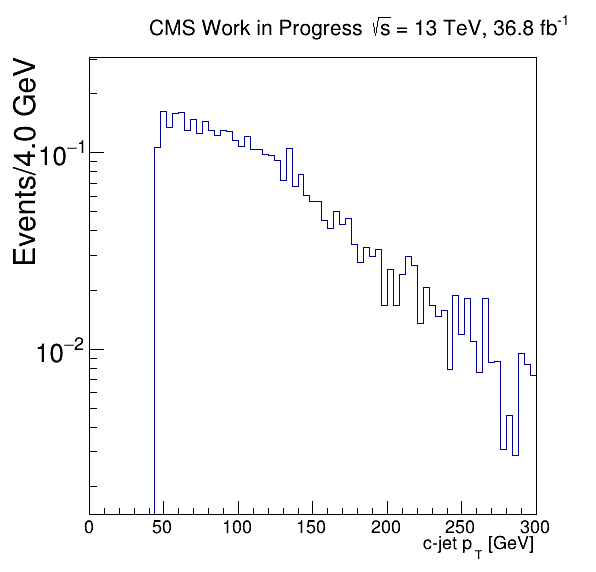 CMS Work in Progress √s = 13 TeV, 36.8 fb⁻¹
Events/4.0 GeV
10⁻¹
10⁻²
0 50 100 150 200 250 300
c-jet p_T [GeV]